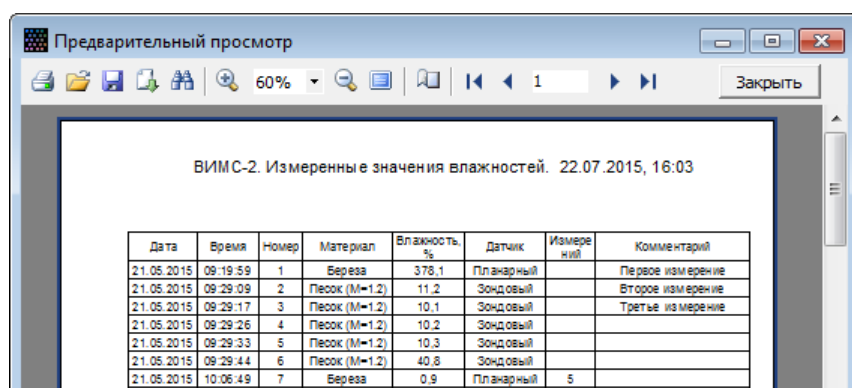 Предварительный просмотр
60% 1 Закрыть
ВИМС-2. Измеренные значения влажностей. 22.07.2015, 16:03
Дата Время Номер Материал Влажность, % Датчик Измере ний Комментарий
21.05.2015 09:19:59 1 Береза 378,1 Планарный Первое измерение
21.05.2015 09:29:09 2 Песок (М=1.2) 11,2 Зондовый Второе измерение
21.05.2015 09:29:17 3 Песок (М=1.2) 10,1 Зондовый Третье измерение
21.05.2015 09:29:26 4 Песок (М=1.2) 10,2 Зондовый
21.05.2015 09:29:33 5 Песок (М=1.2) 10,3 Зондовый
21.05.2015 09:29:44 6 Песок (М=1.2) 40,8 Зондовый
21.05.2015 10:06:49 7 Береза 0,9 Планарный 5